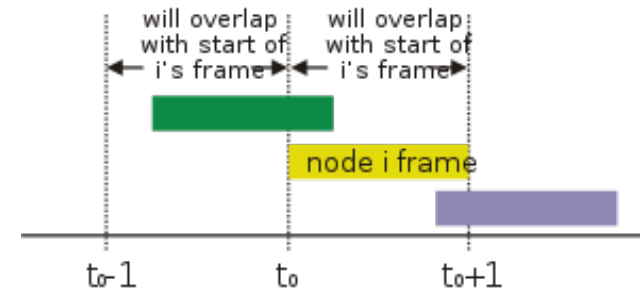 will overlap
with start of
i's frame
will overlap
with start of
i's frame
node i frame
t₀-1
t₀
t₀+1